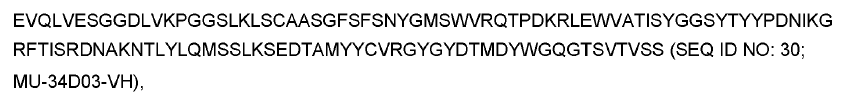 EVQLVESGGDLVKPGGSLKLSCAASGFSFSNYGMSWVRQTPDKRLEWVATISYGGSYTYYPDNIKG
RFTISRDNAKNTLYLQMSSLKSEDTAMYYCVRGYGYDTMDYWGQGTSVTVSS (SEQ ID NO: 30;
MU-34D03-VH),